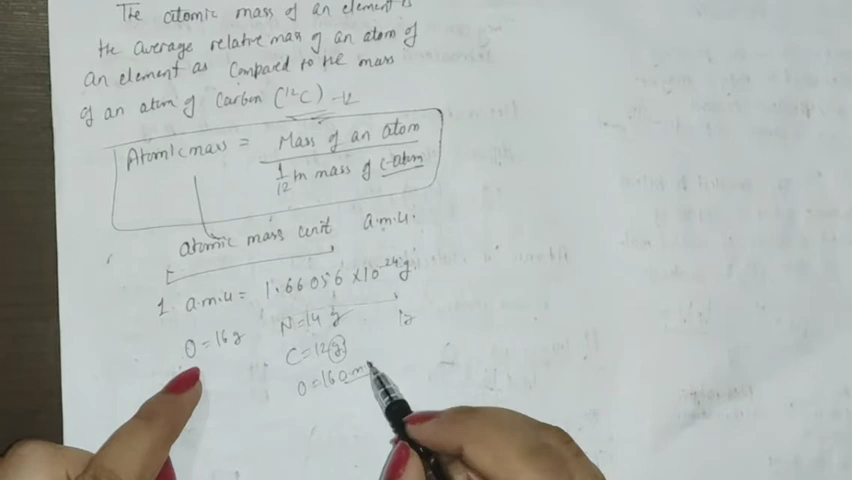 The atomic mass of an element is
the average relative mass of an atom of
an element as compared to the mass
of an atom of Carbon (¹²C) -12
Atomic mass = Mass of an atom
1/12 th mass of C-atom
atomic mass unit a.m.u.
1 a.m.u = 1.66056 × 10⁻²⁴ g.
N = 14 g 1g
O = 16 g
C = 12 g
O = 16 a.m